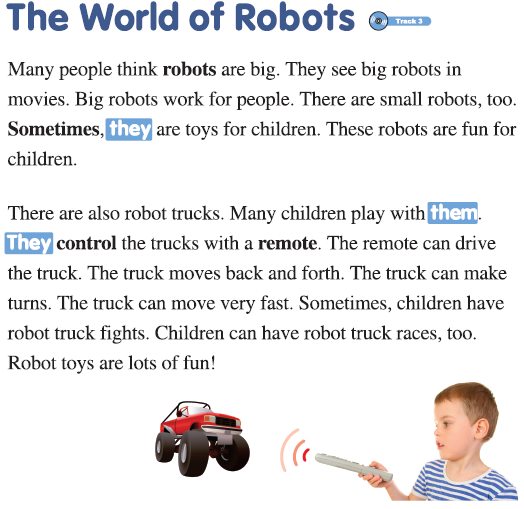 The World of Robots
Track 3
Many people think robots are big. They see big robots in
movies. Big robots work for people. There are small robots, too.
Sometimes, they are toys for children. These robots are fun for
children.
There are also robot trucks. Many children play with them.
They control the trucks with a remote. The remote can drive
the truck. The truck moves back and forth. The truck can make
turns. The truck can move very fast. Sometimes, children have
robot truck fights. Children can have robot truck races, too.
Robot toys are lots of fun!